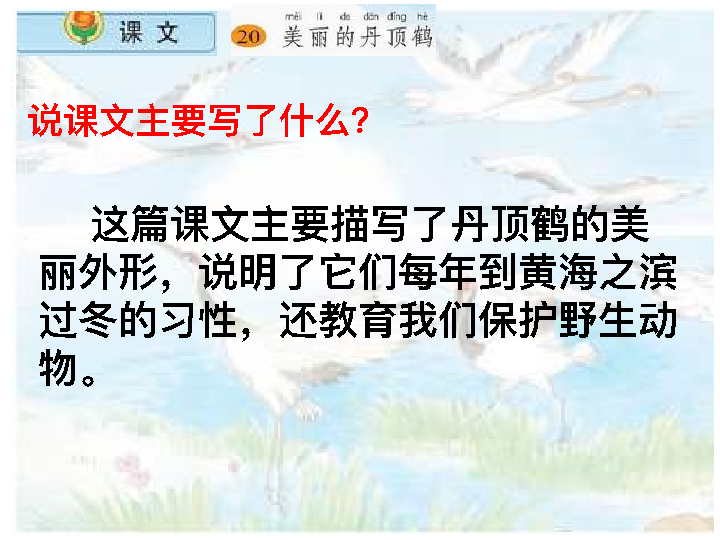 měi lì de dān dǐng hè
课文 20 美丽的丹顶鹤
说课文主要写了什么?
这篇课文主要描写了丹顶鹤的美
丽外形，说明了它们每年到黄海之滨
过冬的习性，还教育我们保护野生动
物。